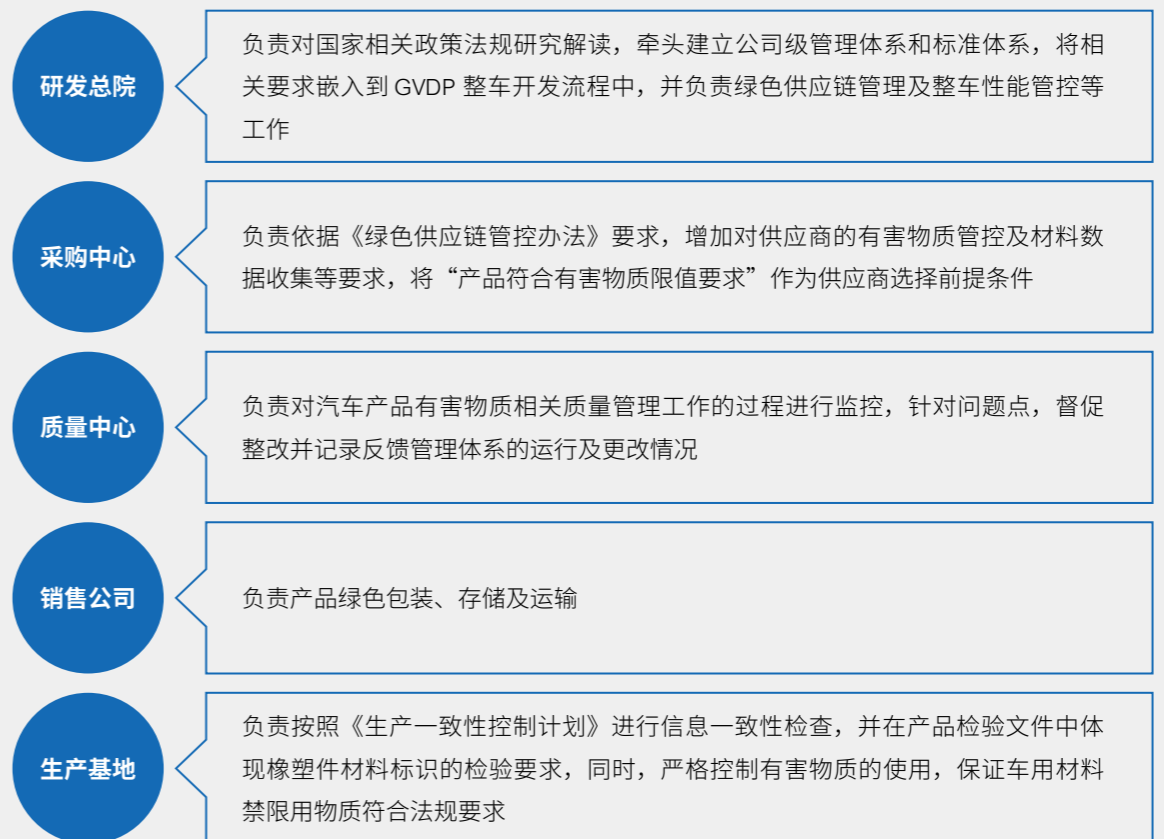 研发总院
负责对国家相关政策法规研究解读，牵头建立公司级管理体系和标准体系，将相
关要求嵌入到 GVDP 整车开发流程中，并负责绿色供应链管理及整车性能管控等
工作
采购中心
负责依据《绿色供应链管控办法》要求，增加对供应商的有害物质管控及材料数
据收集等要求，将“产品符合有害物质限值要求”作为供应商选择前提条件
质量中心
负责对汽车产品有害物质相关质量管理工作的过程进行监控，针对问题点，督促
整改并记录反馈管理体系的运行及更改情况
销售公司
负责产品绿色包装、存储及运输
生产基地
负责按照《生产一致性控制计划》进行信息一致性检查，并在产品检验文件中体
现橡塑件材料标识的检验要求，同时，严格控制有害物质的使用，保证车用材料
禁限用物质符合法规要求